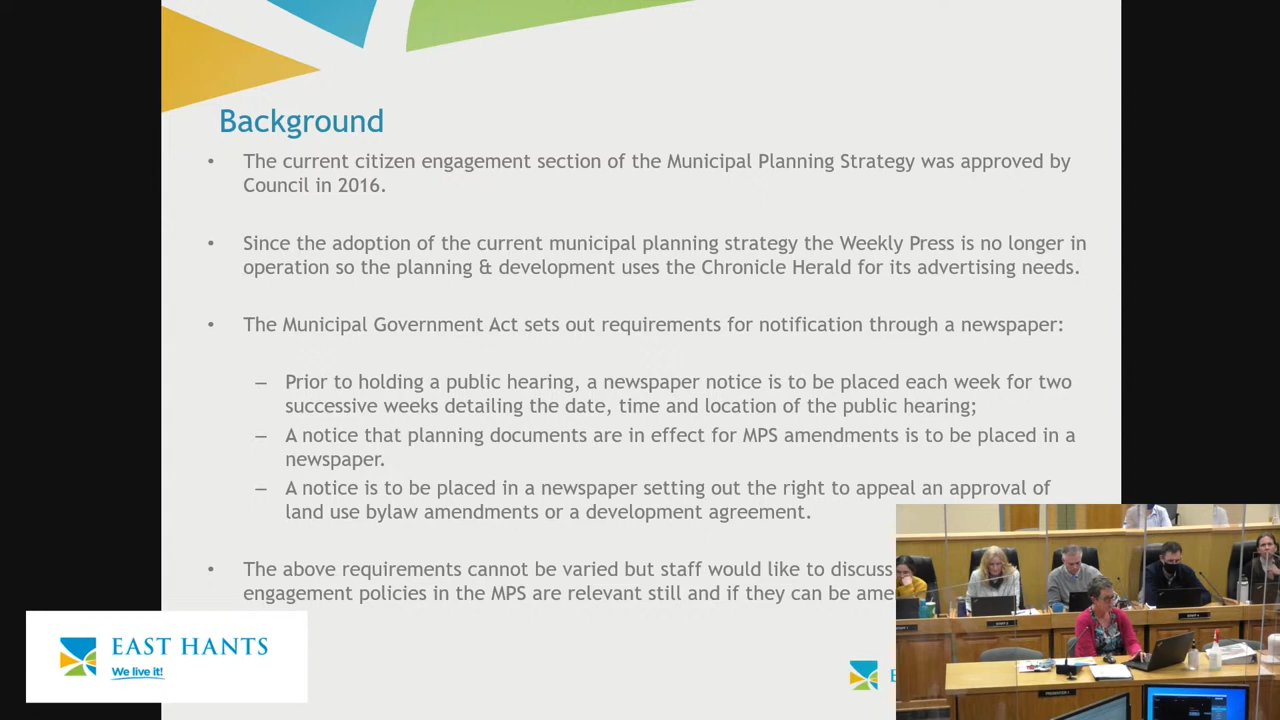 Background
• The current citizen engagement section of the Municipal Planning Strategy was approved by
Council in 2016.
• Since the adoption of the current municipal planning strategy the Weekly Press is no longer in
operation so the planning & development uses the Chronicle Herald for its advertising needs.
• The Municipal Government Act sets out requirements for notification through a newspaper:
– Prior to holding a public hearing, a newspaper notice is to be placed each week for two
successive weeks detailing the date, time and location of the public hearing;
– A notice that planning documents are in effect for MPS amendments is to be placed in a
newspaper.
– A notice is to be placed in a newspaper setting out the right to appeal an approval of
land use bylaw amendments or a development agreement.
• The above requirements cannot be varied but staff would like to discuss
engagement policies in the MPS are relevant still and if they can be ame
EAST HANTS
We live it!
E